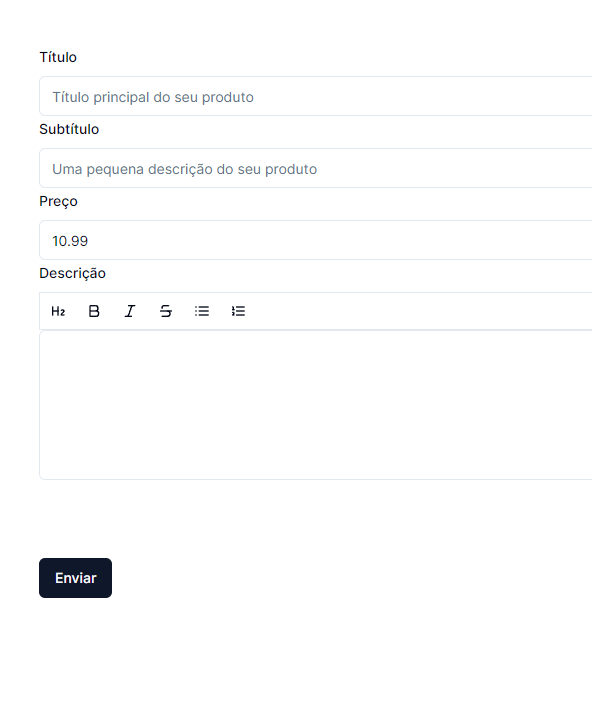 Título
Título principal do seu produto
Subtítulo
Uma pequena descrição do seu produto
Preço
10.99
Descrição
H2 B I S
Enviar